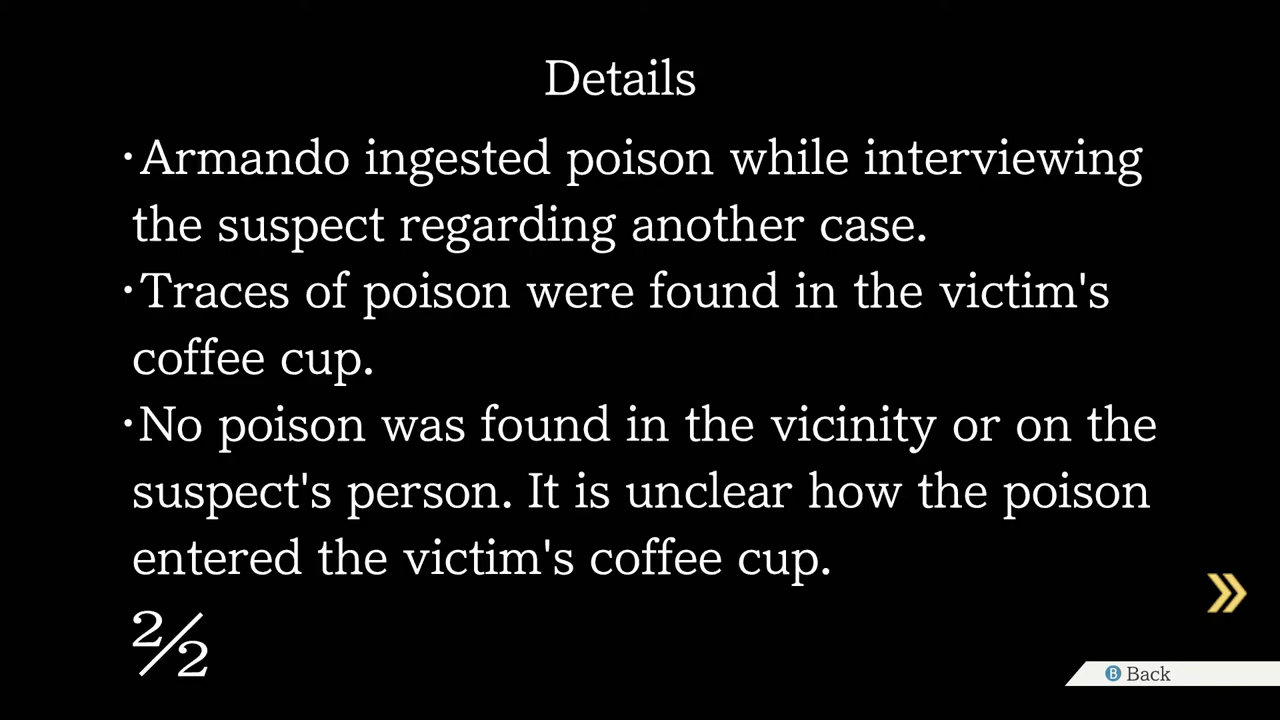 Details
·Armando ingested poison while interviewing
the suspect regarding another case.
·Traces of poison were found in the victim's
coffee cup.
·No poison was found in the vicinity or on the
suspect's person. It is unclear how the poison
entered the victim's coffee cup.
2/2
B Back